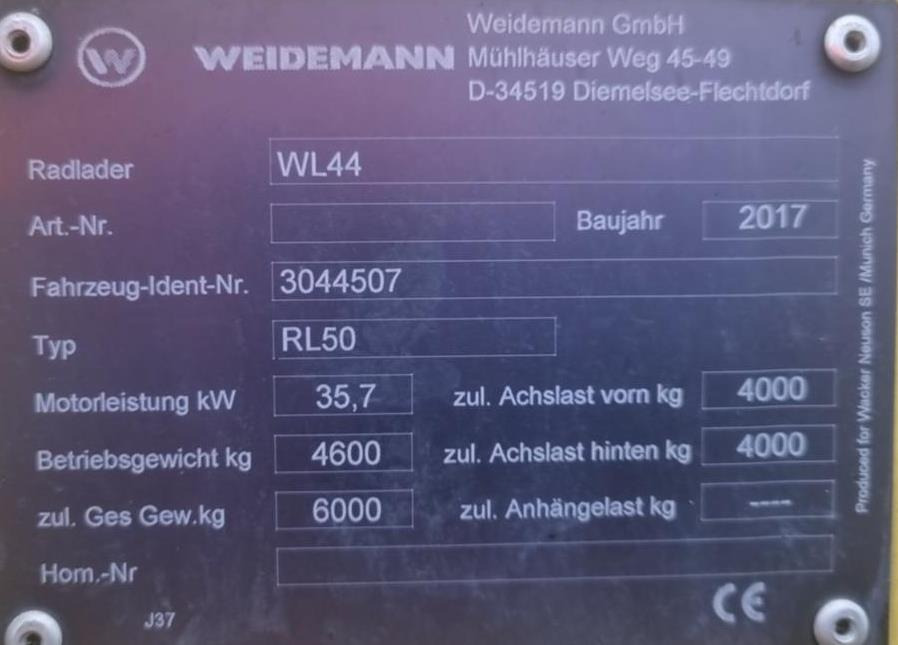 W WEIDEMANN
Weidemann GmbH
Mühlhäuser Weg 45-49
D-34519 Diemelsee-Flechtdorf
Radlader WL44
Art.-Nr. Baujahr 2017
Fahrzeug-Ident-Nr. 3044507
Typ RL50
Motorleistung kW 35,7 zul. Achslast vorn kg 4000
Betriebsgewicht kg 4600 zul. Achslast hinten kg 4000
zul. Ges Gew.kg 6000 zul. Anhängelast kg ----
Hom.-Nr
J37 CE
Produced for Wacker Neuson SE /Munich Germany